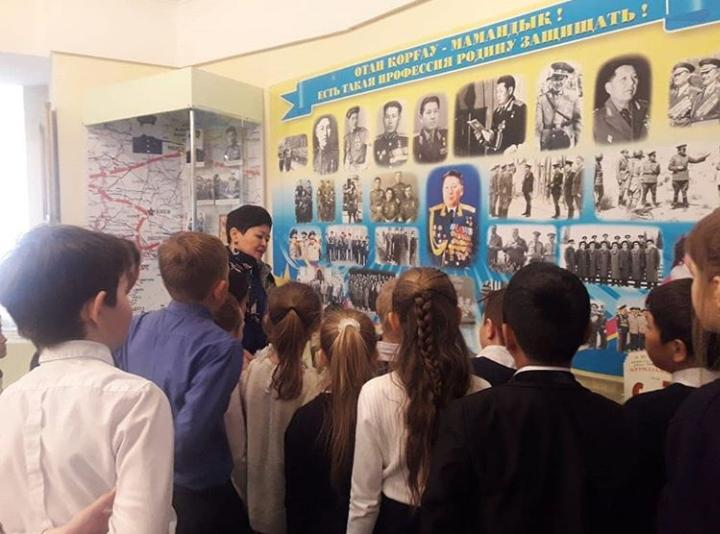 ОТАН ҚОРҒАУ - МАМАНДЫҚ !
ЕСТЬ ТАКАЯ ПРОФЕССИЯ РОДИНУ ЗАЩИЩАТЬ !